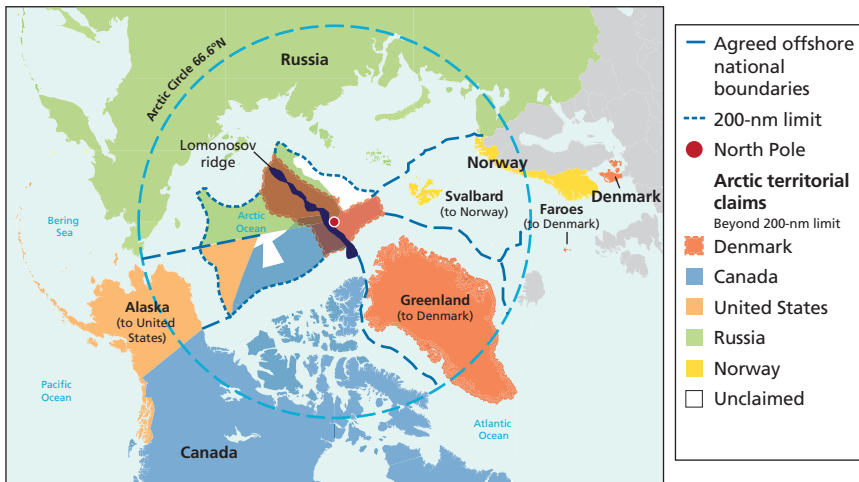 Arctic Circle 66.6°N
Russia
Lomonosov
ridge
Norway
Denmark
Svalbard
(to Norway)
Faroes
(to Denmark)
Arctic
Ocean
Bering
Sea
Alaska
(to United
States)
Greenland
(to Denmark)
Pacific
Ocean
Atlantic
Ocean
Canada
Agreed offshore
national
boundaries
200-nm limit
North Pole
Arctic territorial
claims
Beyond 200-nm limit
Denmark
Canada
United States
Russia
Norway
Unclaimed